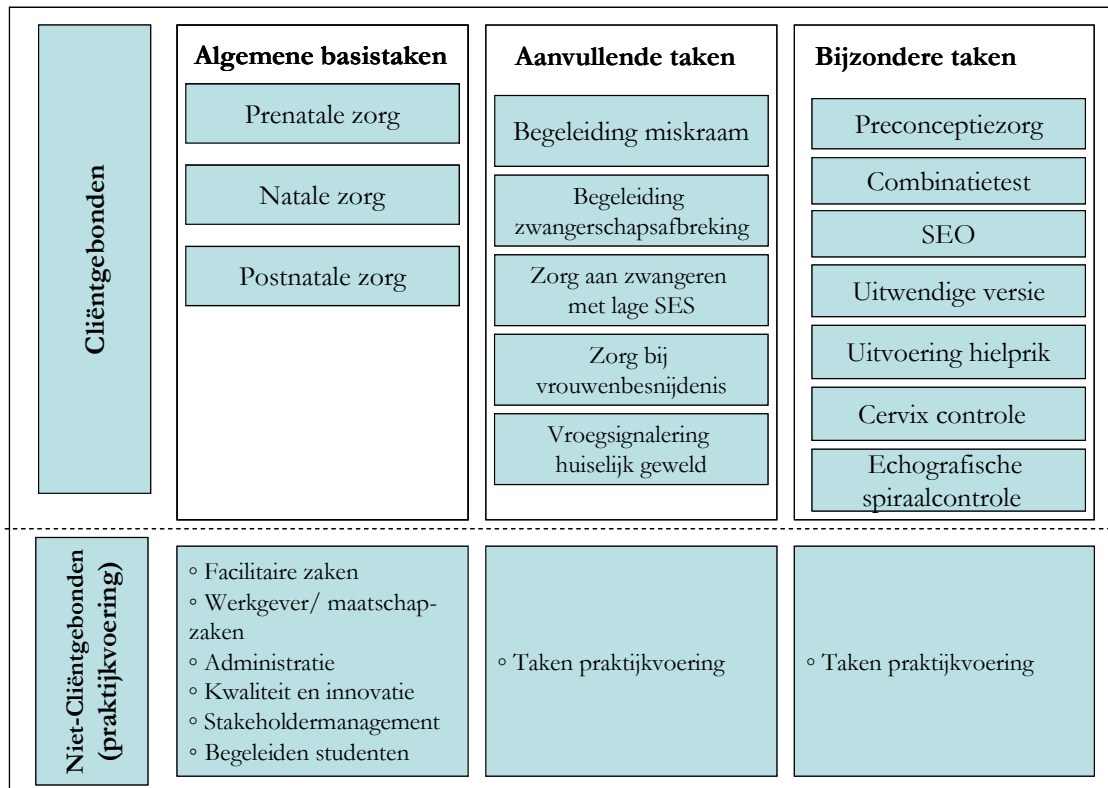 Cliëntgebonden
Algemene basistaken
Prenatale zorg
Natale zorg
Postnatale zorg
Aanvullende taken
Begeleiding miskraam
Begeleiding
zwangerschapsafbreking
Zorg aan zwangeren
met lage SES
Zorg bij
vrouwenbesnijdenis
Vroegsignalering
huiselijk geweld
Bijzondere taken
Preconceptiezorg
Combinatietest
SEO
Uitwendige versie
Uitvoering hielprik
Cervix controle
Echografische
spiraalcontrole
Niet-Cliëntgebonden
(praktijkvoering)
◦ Facilitaire zaken
◦ Werkgever/ maatschap-
zaken
◦ Administratie
◦ Kwaliteit en innovatie
◦ Stakeholdermanagement
◦ Begeleiden studenten
◦ Taken praktijkvoering
◦ Taken praktijkvoering